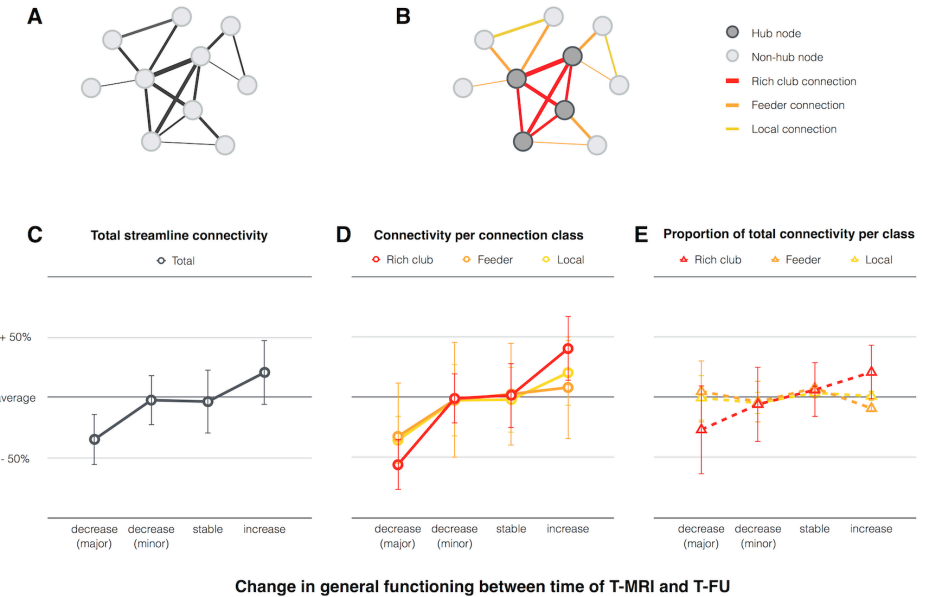 A
B
Hub node
Non-hub node
Rich club connection
Feeder connection
Local connection
C
Total streamline connectivity
Total
D
Connectivity per connection class
Rich club
Feeder
Local
E
Proportion of total connectivity per class
Rich club
Feeder
Local
+ 50%
verage
- 50%
decrease
(major)
decrease
(minor)
stable
increase
decrease
(major)
decrease
(minor)
stable
increase
decrease
(major)
decrease
(minor)
stable
increase
Change in general functioning between time of T-MRI and T-FU